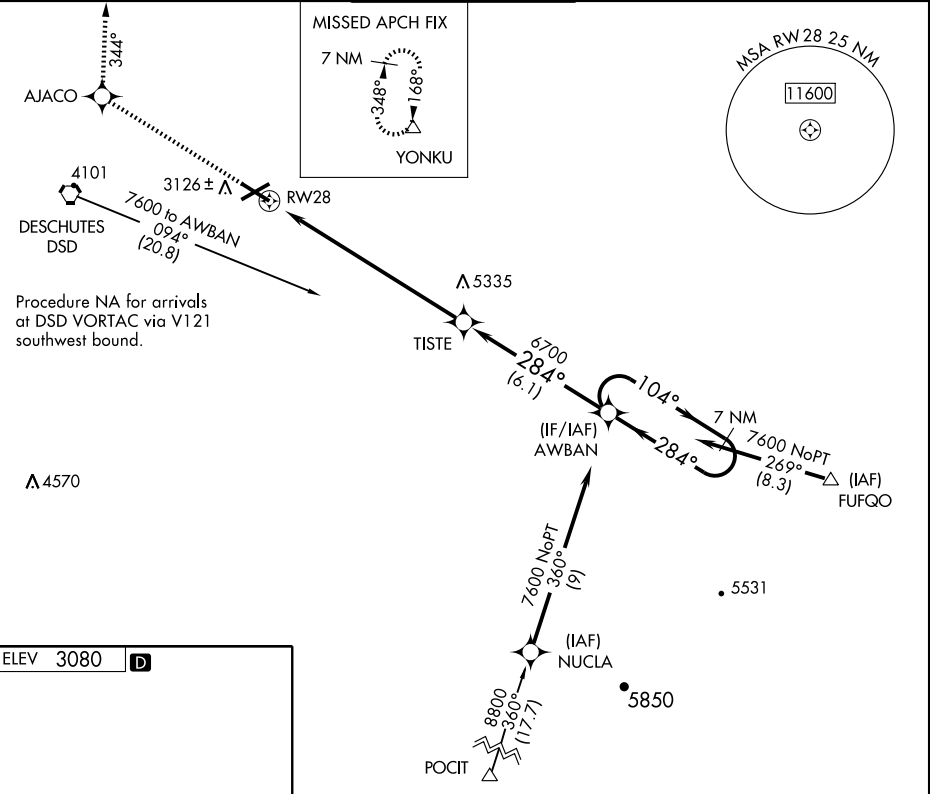 MISSED APCH FIX
7 NM
348°
168°
YONKU
MSA RW 28 25 NM
11600
344°
AJACO
4101
DESCHUTES
DSD
3126 ±
RW28
7600 to AWBAN
094°
(20.8)
Procedure NA for arrivals
at DSD VORTAC via V121
southwest bound.
5335
TISTE
6700
284°
(6.1)
104°
7 NM
(IF/IAF)
AWBAN
284°
7600 NoPT
269°
(8.3)
(IAF)
FUFQO
4570
7600 NoPT
360°
(9)
5531
(IAF)
NUCLA
5850
8800
360°
(17.7)
POCIT
ELEV 3080 D